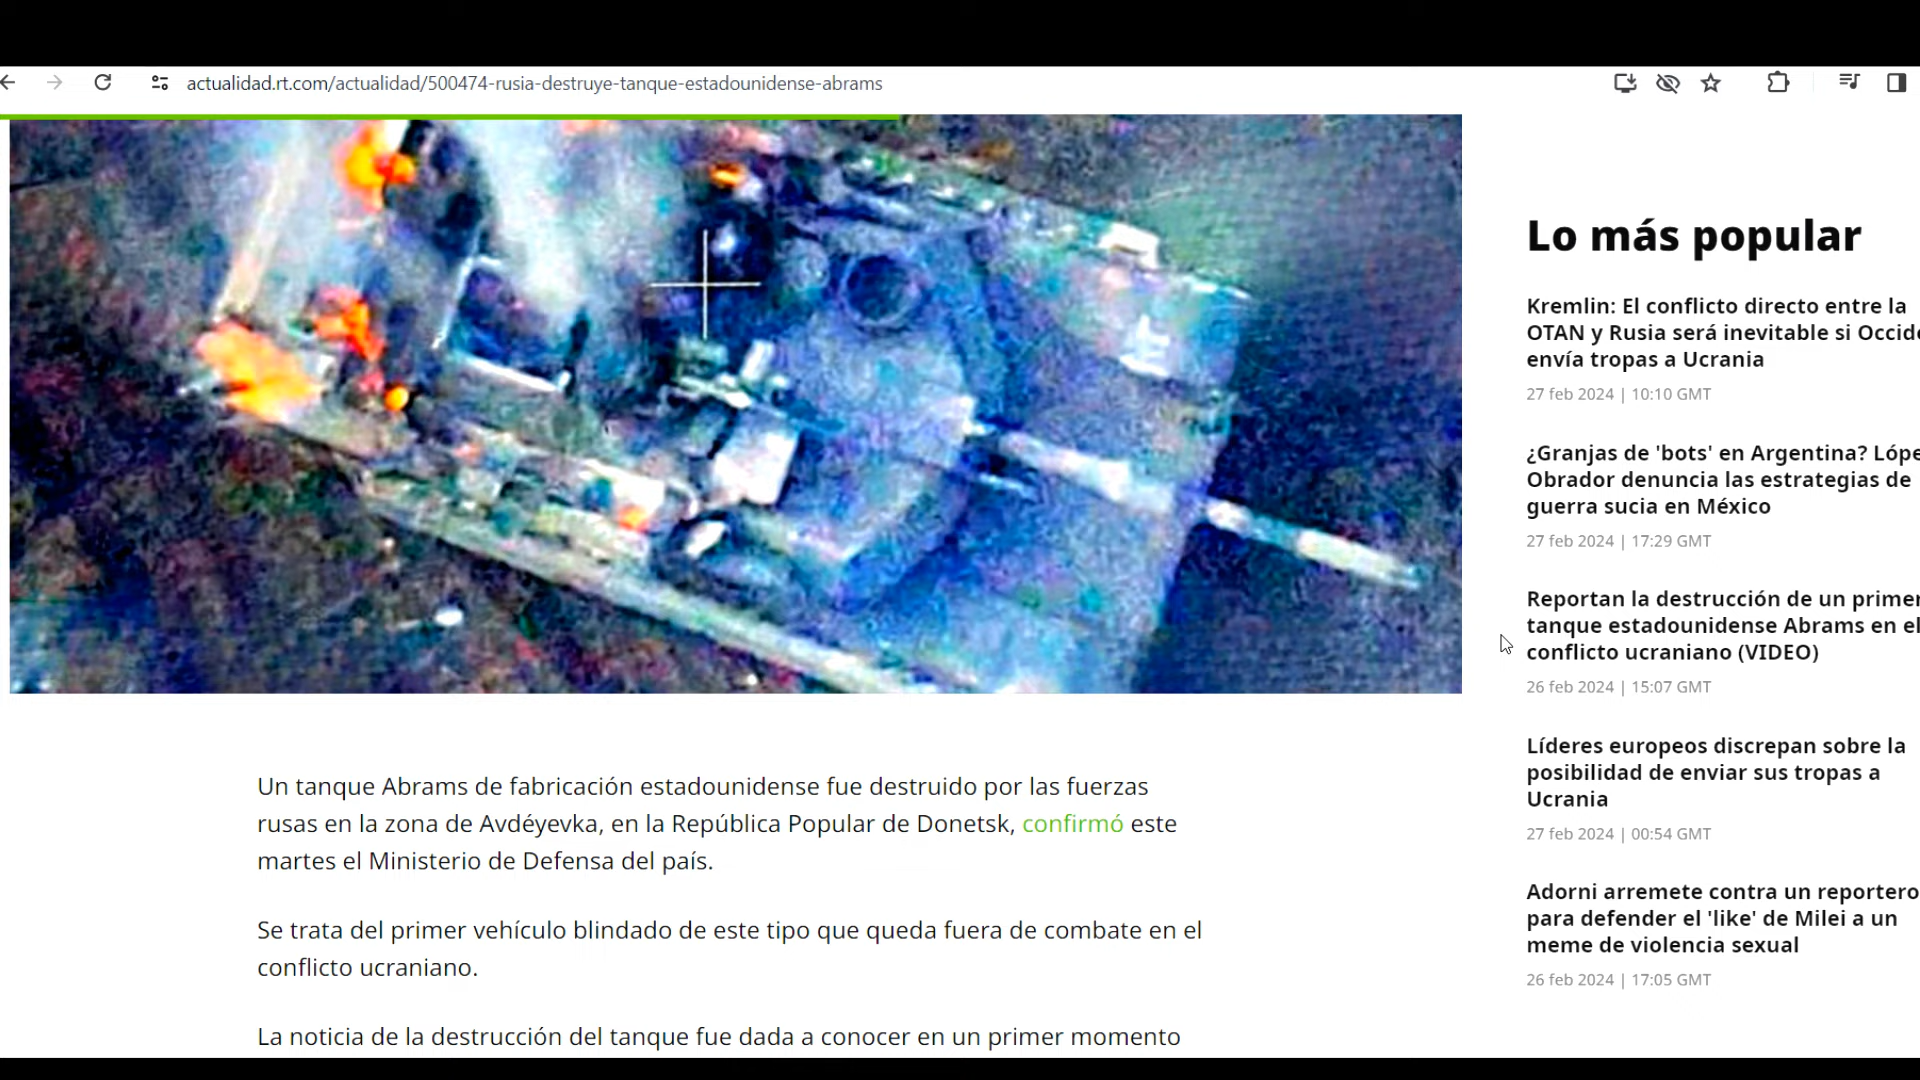 actualidad.rt.com/actualidad/500474-rusia-destruye-tanque-estadounidense-abrams
Lo más popular
Kremlin: El conflicto directo entre la
OTAN y Rusia será inevitable si
envía tropas a Ucrania
27 feb 2024 | 10:10 GMT
¿Granjas de 'bots' en Argentina?
Obrador denuncia las estrategias de
guerra sucia en México
27 feb 2024 | 17:29 GMT
Reportan la destrucción de un primer
tanque estadounidense Abrams en el
conflicto ucraniano (VIDEO)
26 feb 2024 | 15:07 GMT
Líderes europeos discrepan sobre la
posibilidad de enviar sus tropas a
Ucrania
27 feb 2024 | 00:54 GMT
Adorni arremete contra un reportero
para defender el 'like' de Milei a un
meme de violencia sexual
26 feb 2024 | 17:05 GMT
Un tanque Abrams de fabricación estadounidense fue destruido por las fuerzas
rusas en la zona de Avdéyevka, en la República Popular de Donetsk, confirmó este
martes el Ministerio de Defensa del país.
Se trata del primer vehículo blindado de este tipo que queda fuera de combate en el
conflicto ucraniano.
La noticia de la destrucción del tanque fue dada a conocer en un primer momento